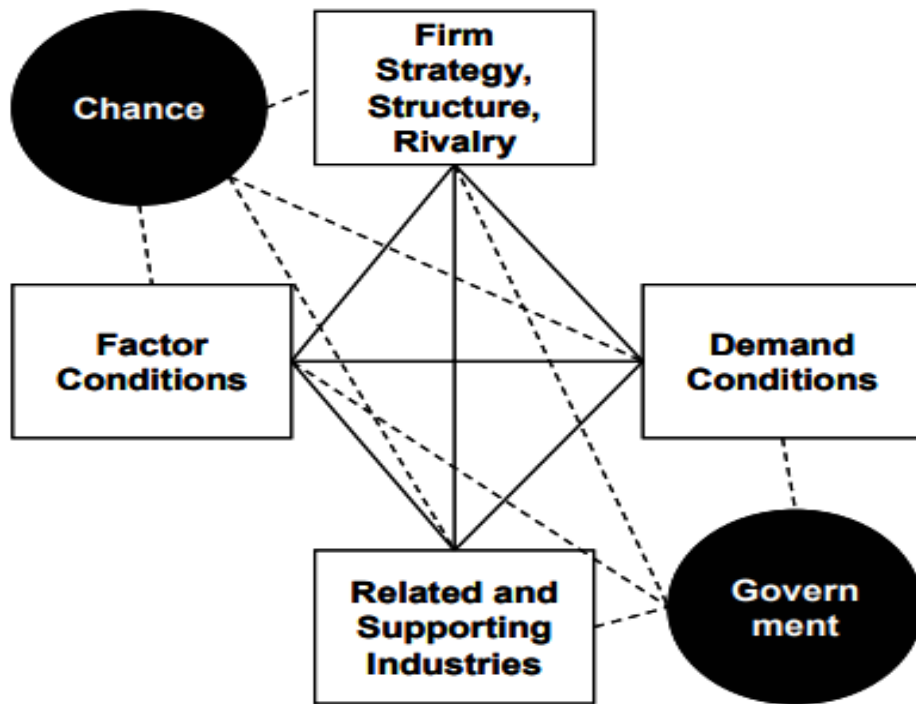 Firm
Strategy,
Structure,
Rivalry
Chance
Factor
Conditions
Demand
Conditions
Related and
Supporting
Industries
Govern
ment